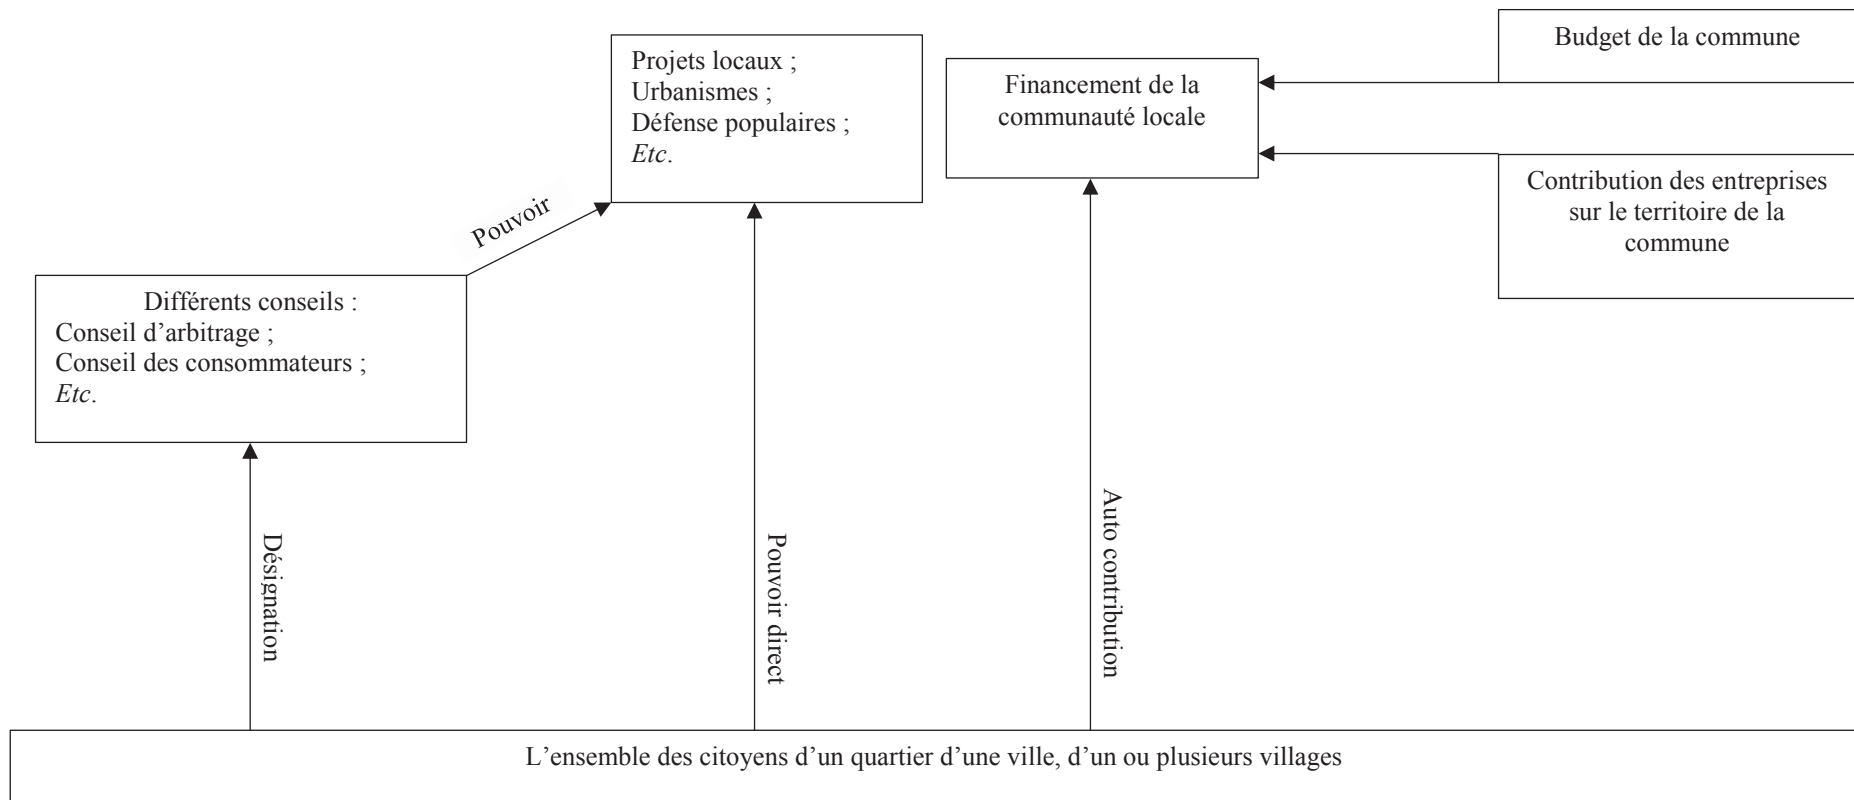 Budget de la commune
Projets locaux ;
Urbanismes ;
Défense populaires ;
Etc.
Financement de la
communauté locale
Contribution des entreprises
sur le territoire de la
commune
Pouvoir
Différents conseils :
Conseil d’arbitrage ;
Conseil des consommateurs ;
Etc.
Désignation
Pouvoir direct
Auto contribution
L’ensemble des citoyens d’un quartier d’une ville, d’un ou plusieurs villages